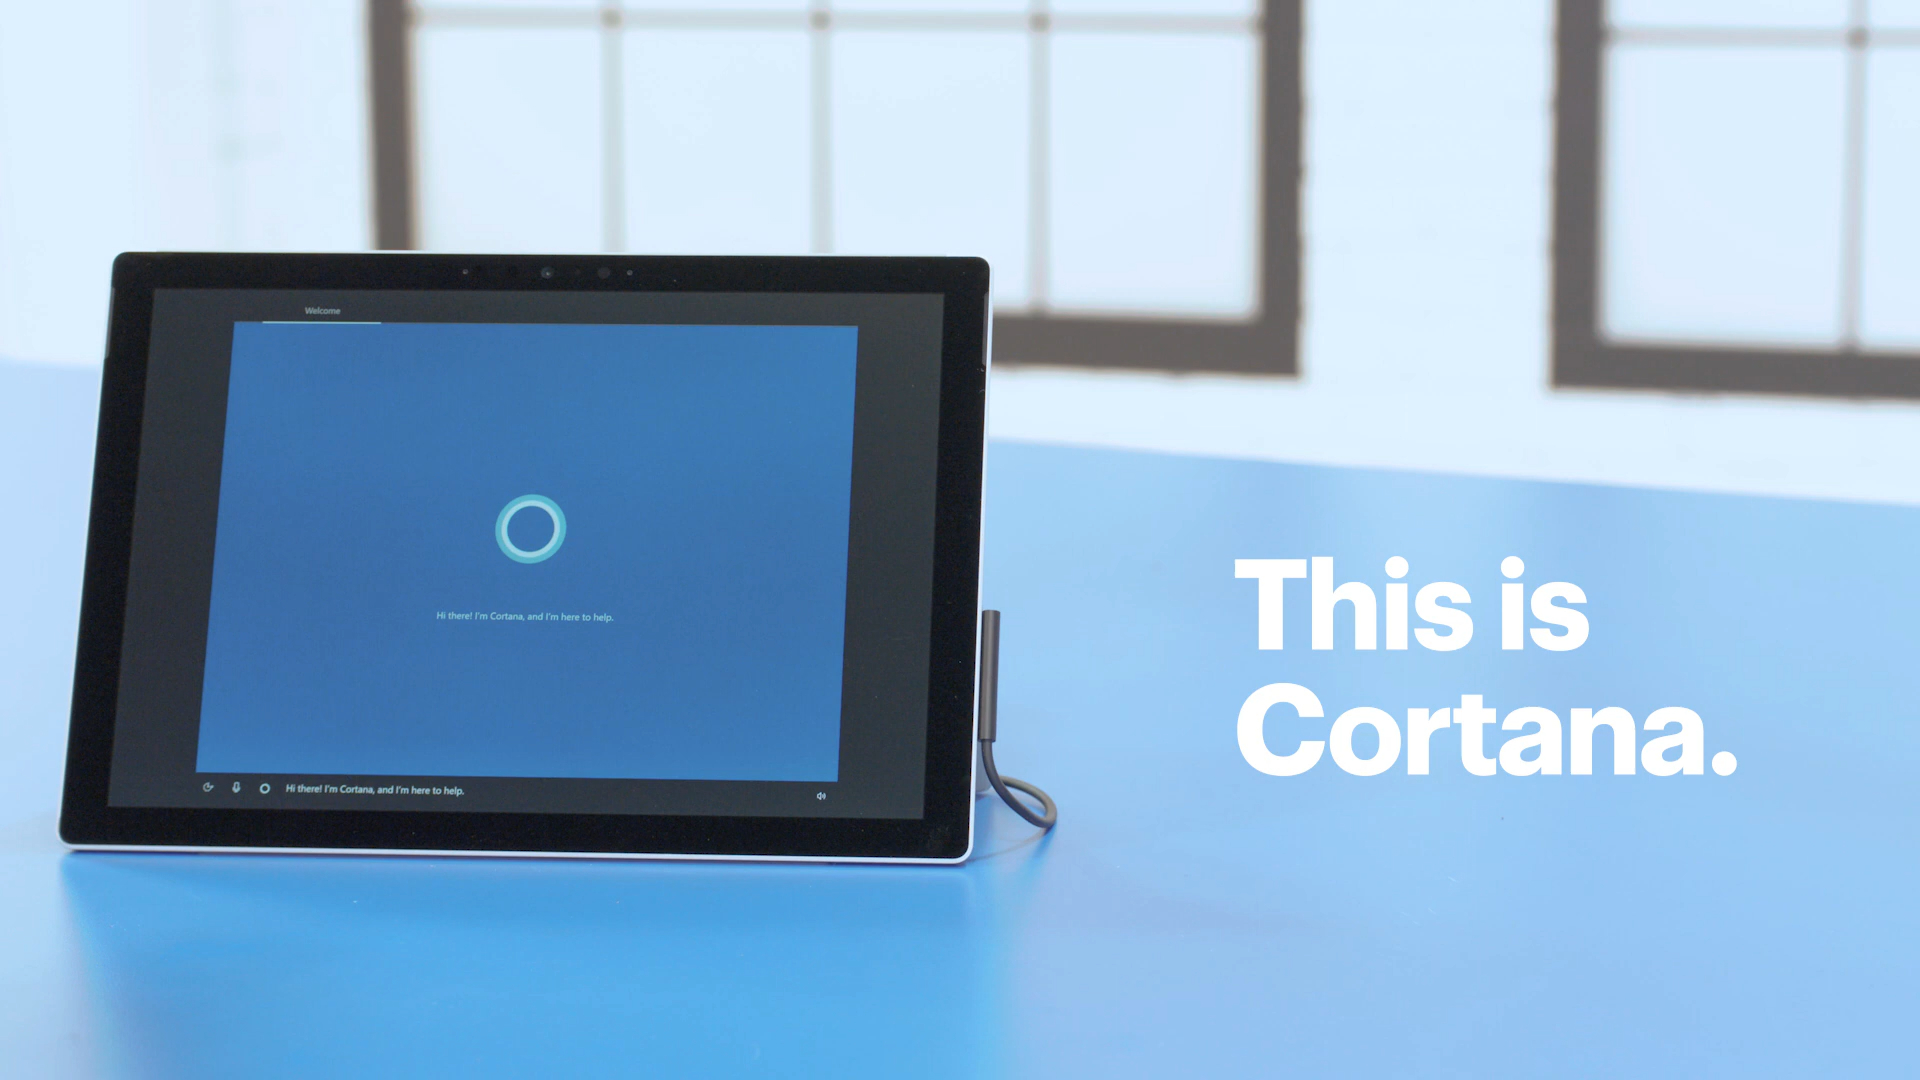 Welcome
Hi there! I'm Cortana, and I'm here to help.
Hi there! I'm Cortana, and I'm here to help.
This is
Cortana.